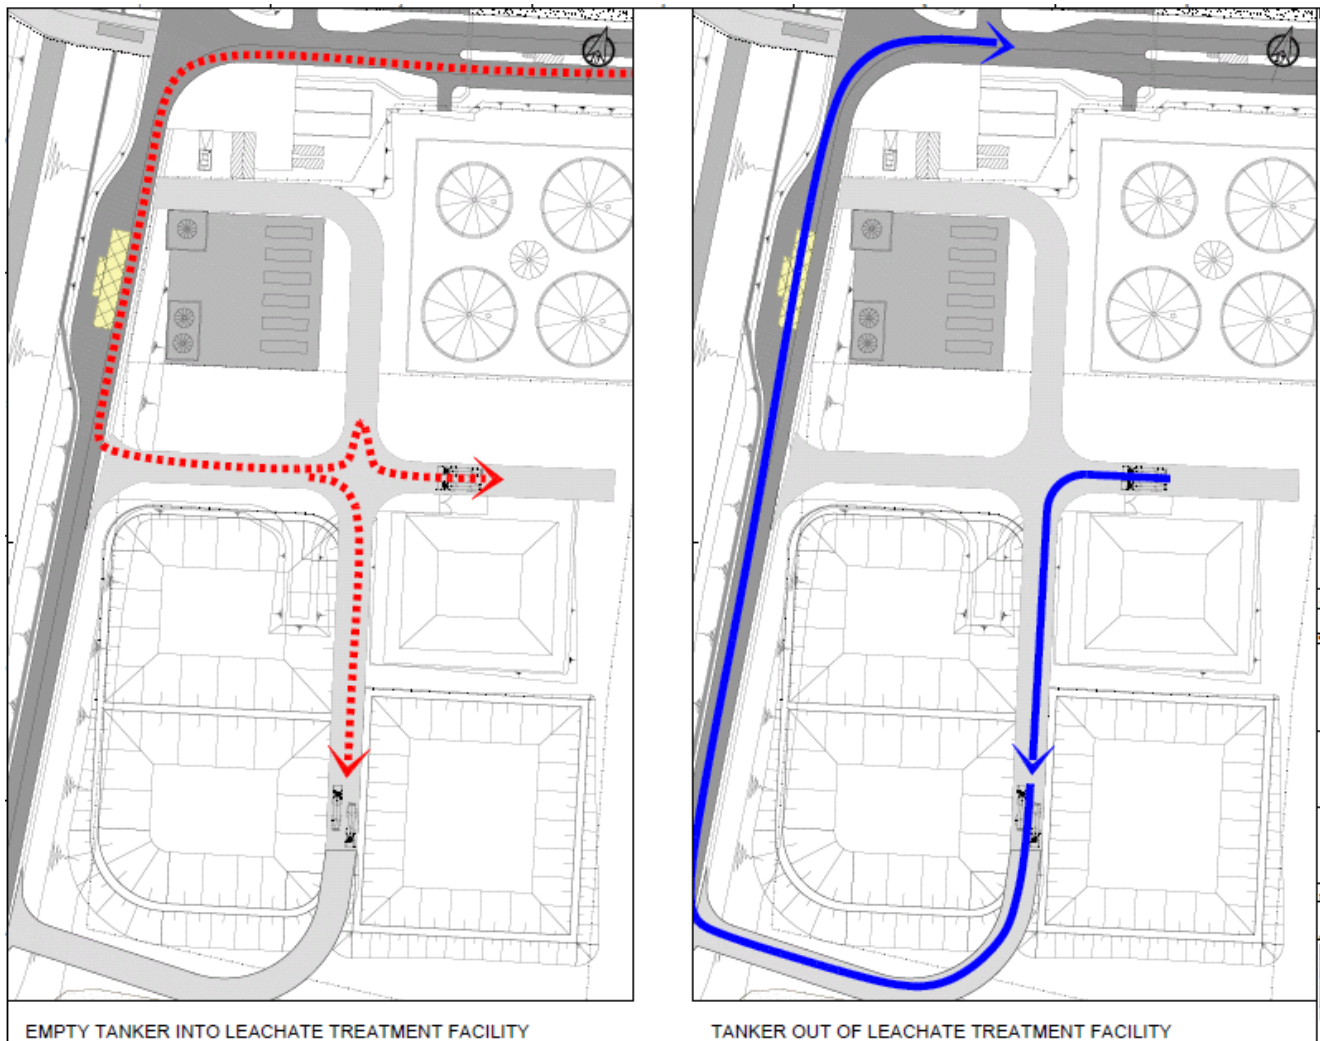 EMPTY TANKER INTO LEACHATE TREATMENT FACILITY
TANKER OUT OF LEACHATE TREATMENT FACILITY